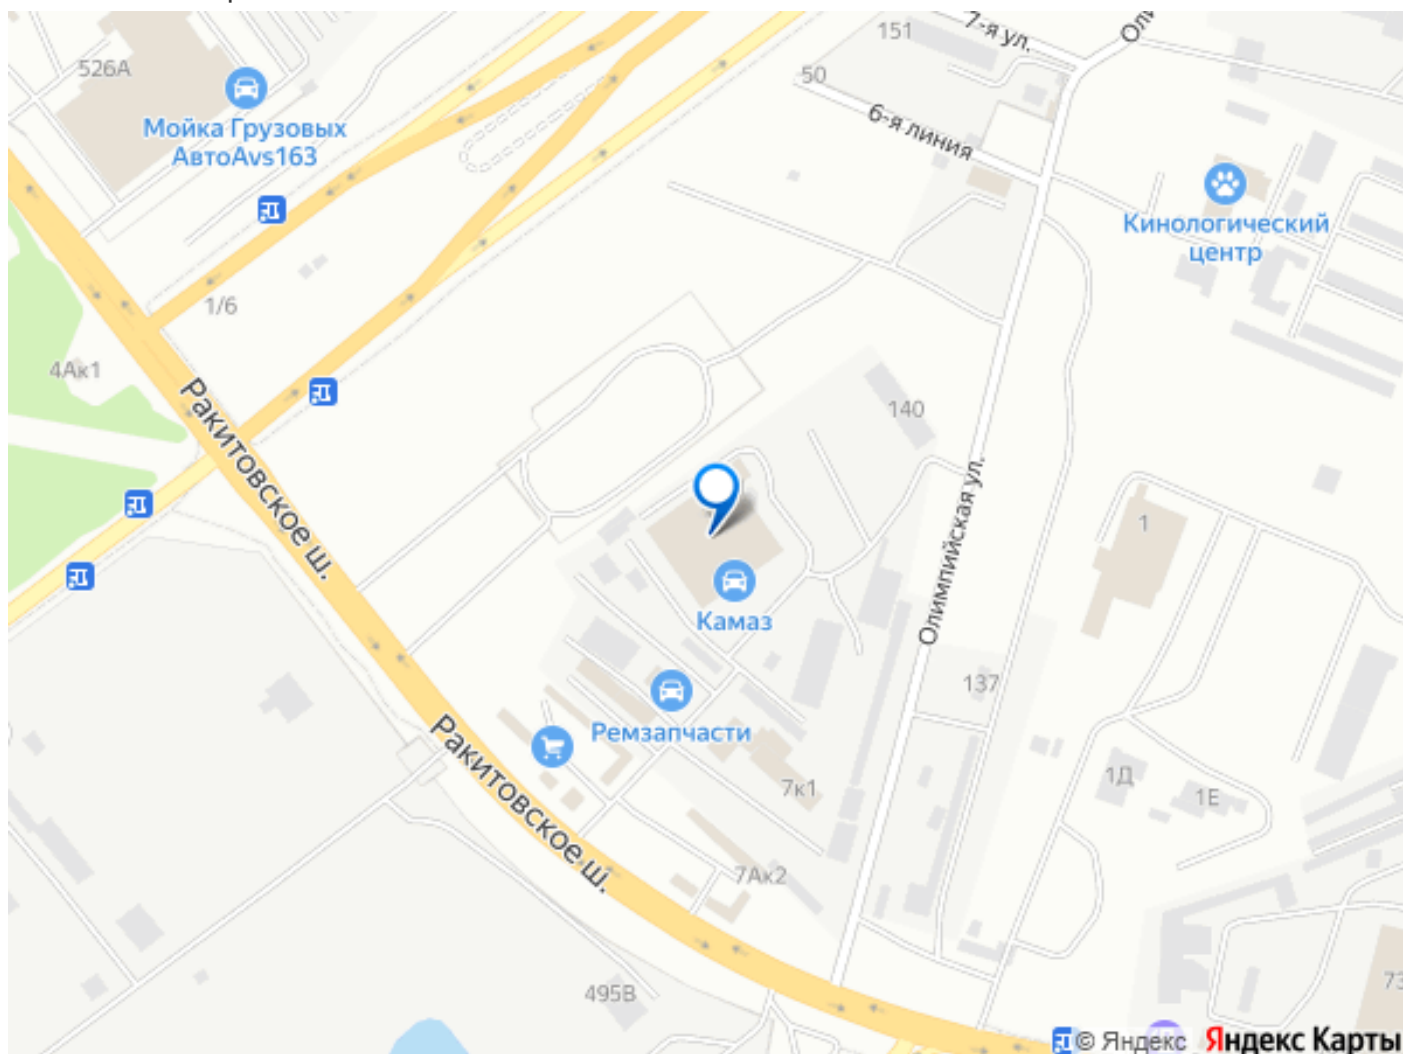 151
7-я ул.
526А
50
Мойка Грузовых
АвтоAvs163
6-я линия
Кинологический
центр
1/6
4Ак1
Ракитовское ш.
140
Олимпийская ул.
1
Камаз
137
Ремзапчасти
Ракитовское ш.
7к1
1Д
1Е
7Ак2
495В
© Яндекс Яндекс Карты